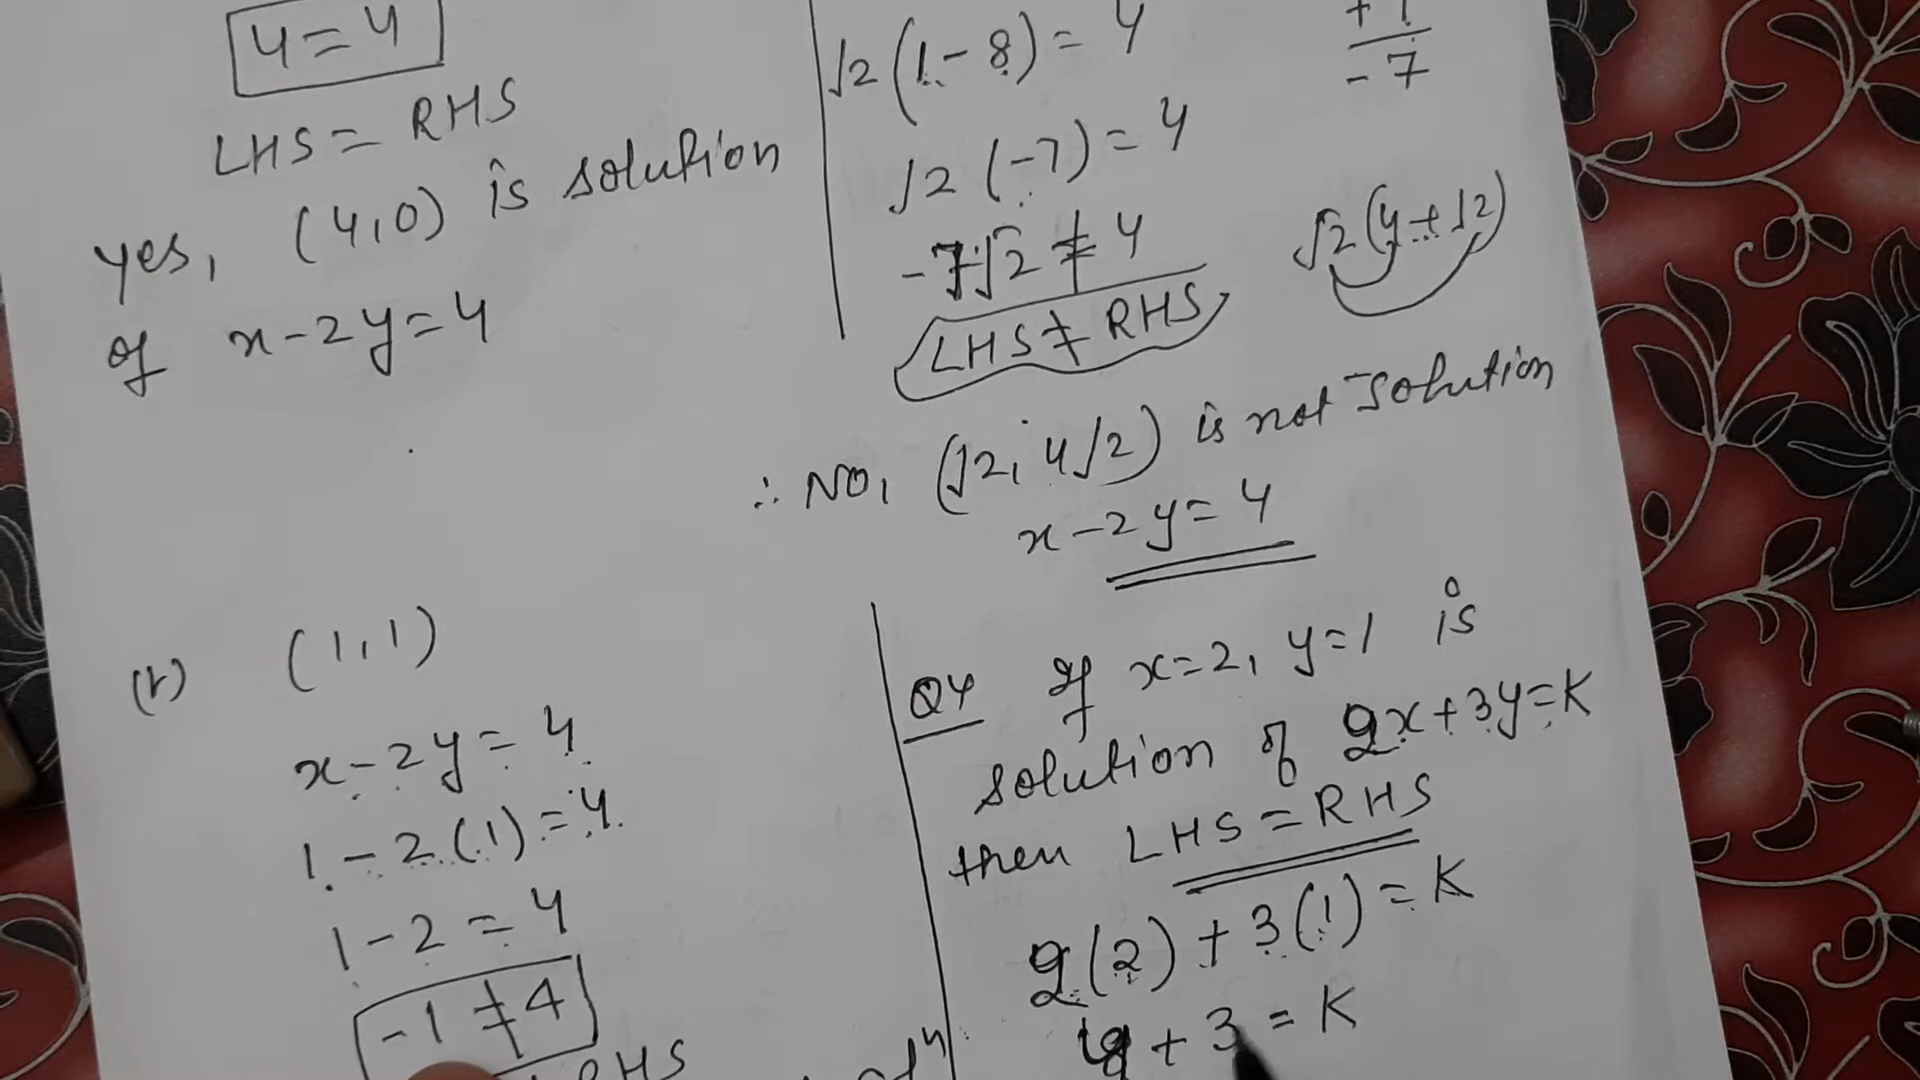 4=4
LHS = RHS
yes, (4,0) is solution
of x-2y=4
√2(1-8)=4
√2(-7)=4
-7√2≠4
LHS≠RHS
+1
-7
√2(y+√2)
∴ NO, (√2, 4√2) is not solution
x-2y=4
(v) (1,1)
x-2y=4
1-2(1)=4
1-2=4
-1≠4
RHS
Q4 If x=2, y=1 is
solution of 2x+3y=K
then LHS=RHS
2(2)+3(1)=K
+3=K